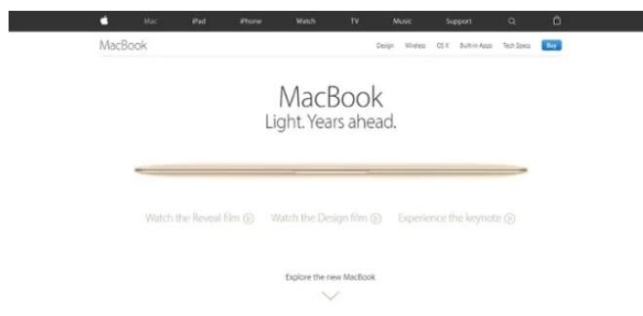 Mac iPad iPhone Watch TV Music Support
MacBook Design Wireless OS X Built-in Apps Tech Specs Buy
MacBook
Light. Years ahead.
Watch the Reveal film Watch the Design film Experience the keynote
Explore the new MacBook